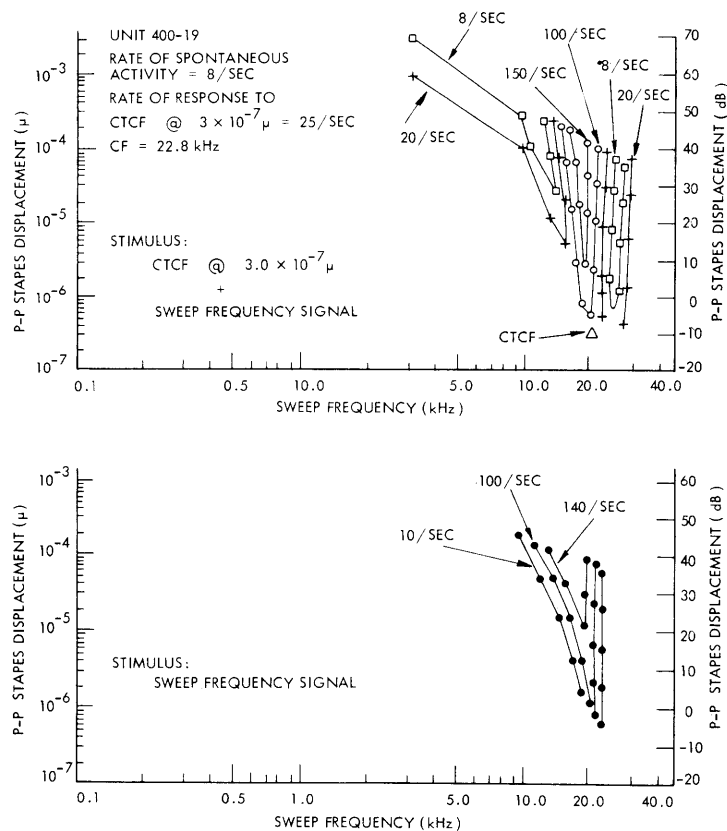 UNIT 400-19
RATE OF SPONTANEOUS
ACTIVITY = 8/SEC
RATE OF RESPONSE TO
CTCF @ 3 × 10⁻⁷ μ = 25/SEC
CF = 22.8 kHz
STIMULUS:
CTCF @ 3.0 × 10⁻⁷ μ
+
SWEEP FREQUENCY SIGNAL
8/SEC
20/SEC
150/SEC
100/SEC
8/SEC
20/SEC
CTCF
P-P STAPES DISPLACEMENT (μ)
10⁻³
10⁻⁴
10⁻⁵
10⁻⁶
10⁻⁷
70
60
50
40
30
20
10
0
-10
-20
P-P STAPES DISPLACEMENT (dB)
0.1 0.5 10.0 5.0 10.0 20.0 40.0
SWEEP FREQUENCY (kHz)
P-P STAPES DISPLACEMENT (μ)
10⁻³
10⁻⁴
10⁻⁵
10⁻⁶
10⁻⁷
100/SEC
10/SEC
140/SEC
STIMULUS:
SWEEP FREQUENCY SIGNAL
60
50
40
30
20
10
0
-10
-20
P-P STAPES DISPLACEMENT (dB)
0.1 0.5 1.0 5.0 10.0 20.0 40.0
SWEEP FREQUENCY (kHz)